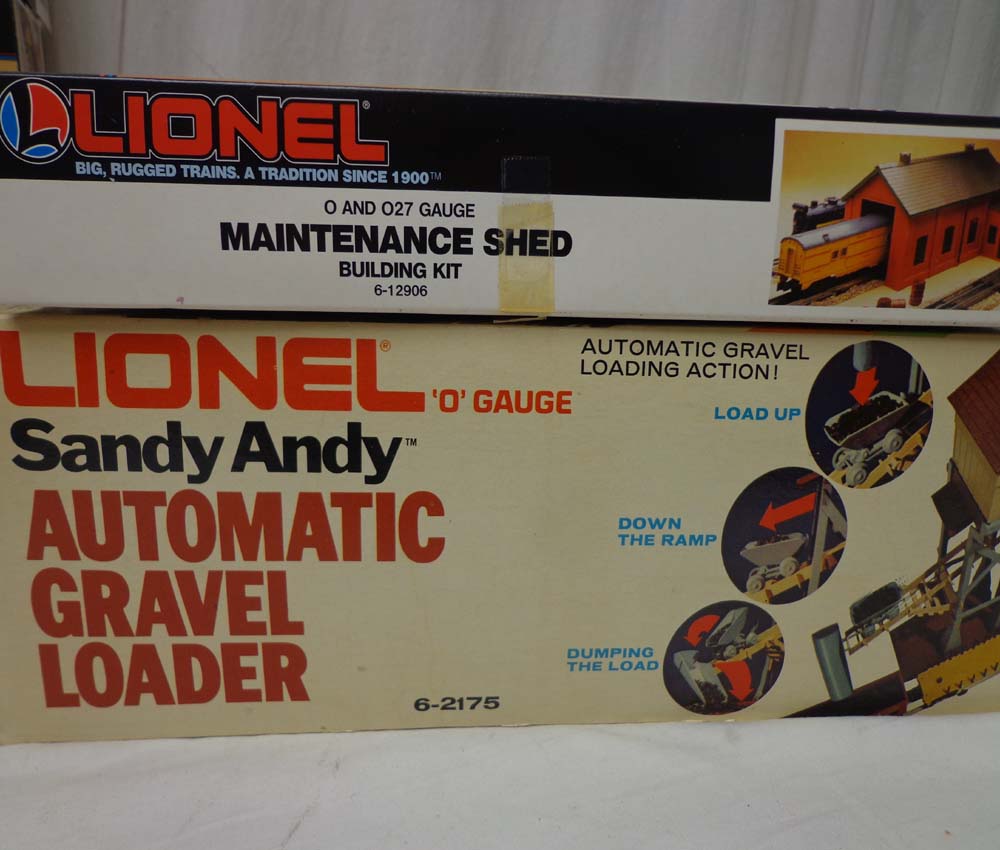 LIONEL®
BIG, RUGGED TRAINS. A TRADITION SINCE 1900™
O AND O27 GAUGE
MAINTENANCE SHED
BUILDING KIT
6-12906
LIONEL® 'O' GAUGE
Sandy Andy™
AUTOMATIC
GRAVEL
LOADER
6-2175
AUTOMATIC GRAVEL
LOADING ACTION!
LOAD UP
DOWN
THE RAMP
DUMPING
THE LOAD